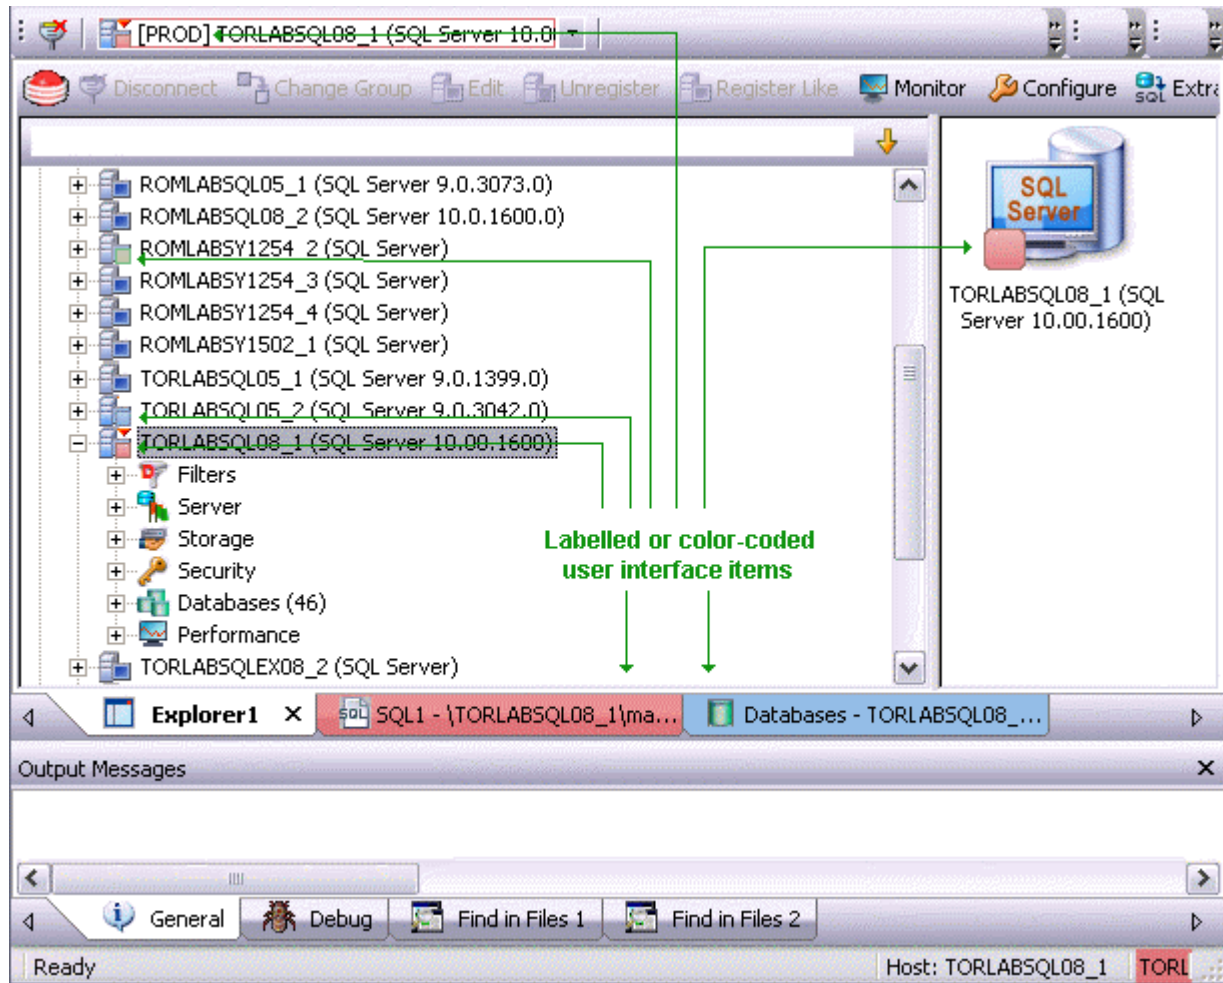 [PROD] TORLABSQL08_1 (SQL Server 10.0
Disconnect Change Group Edit Unregister Register Like Monitor Configure Extra
ROMLABSQL05_1 (SQL Server 9.0.3073.0)
ROMLABSQL08_2 (SQL Server 10.0.1600.0)
ROMLABSY1254_2 (SQL Server)
ROMLABSY1254_3 (SQL Server)
ROMLABSY1254_4 (SQL Server)
ROMLABSY1502_1 (SQL Server)
TORLABSQL05_1 (SQL Server 9.0.1399.0)
TORLABSQL05_2 (SQL Server 9.0.3042.0)
TORLABSQL08_1 (SQL Server 10.00.1600)
Filters
Server
Storage
Security
Databases (46)
Performance
TORLABSQLEX08_2 (SQL Server)
Labelled or color-coded
user interface items
SQL
Server
TORLABSQL08_1 (SQL
Server 10.00.1600)
Explorer1 SQL1 - \TORLABSQL08_1\ma... Databases - TORLABSQL08_...
Output Messages
General Debug Find in Files 1 Find in Files 2
Ready Host: TORLABSQL08_1 TORL